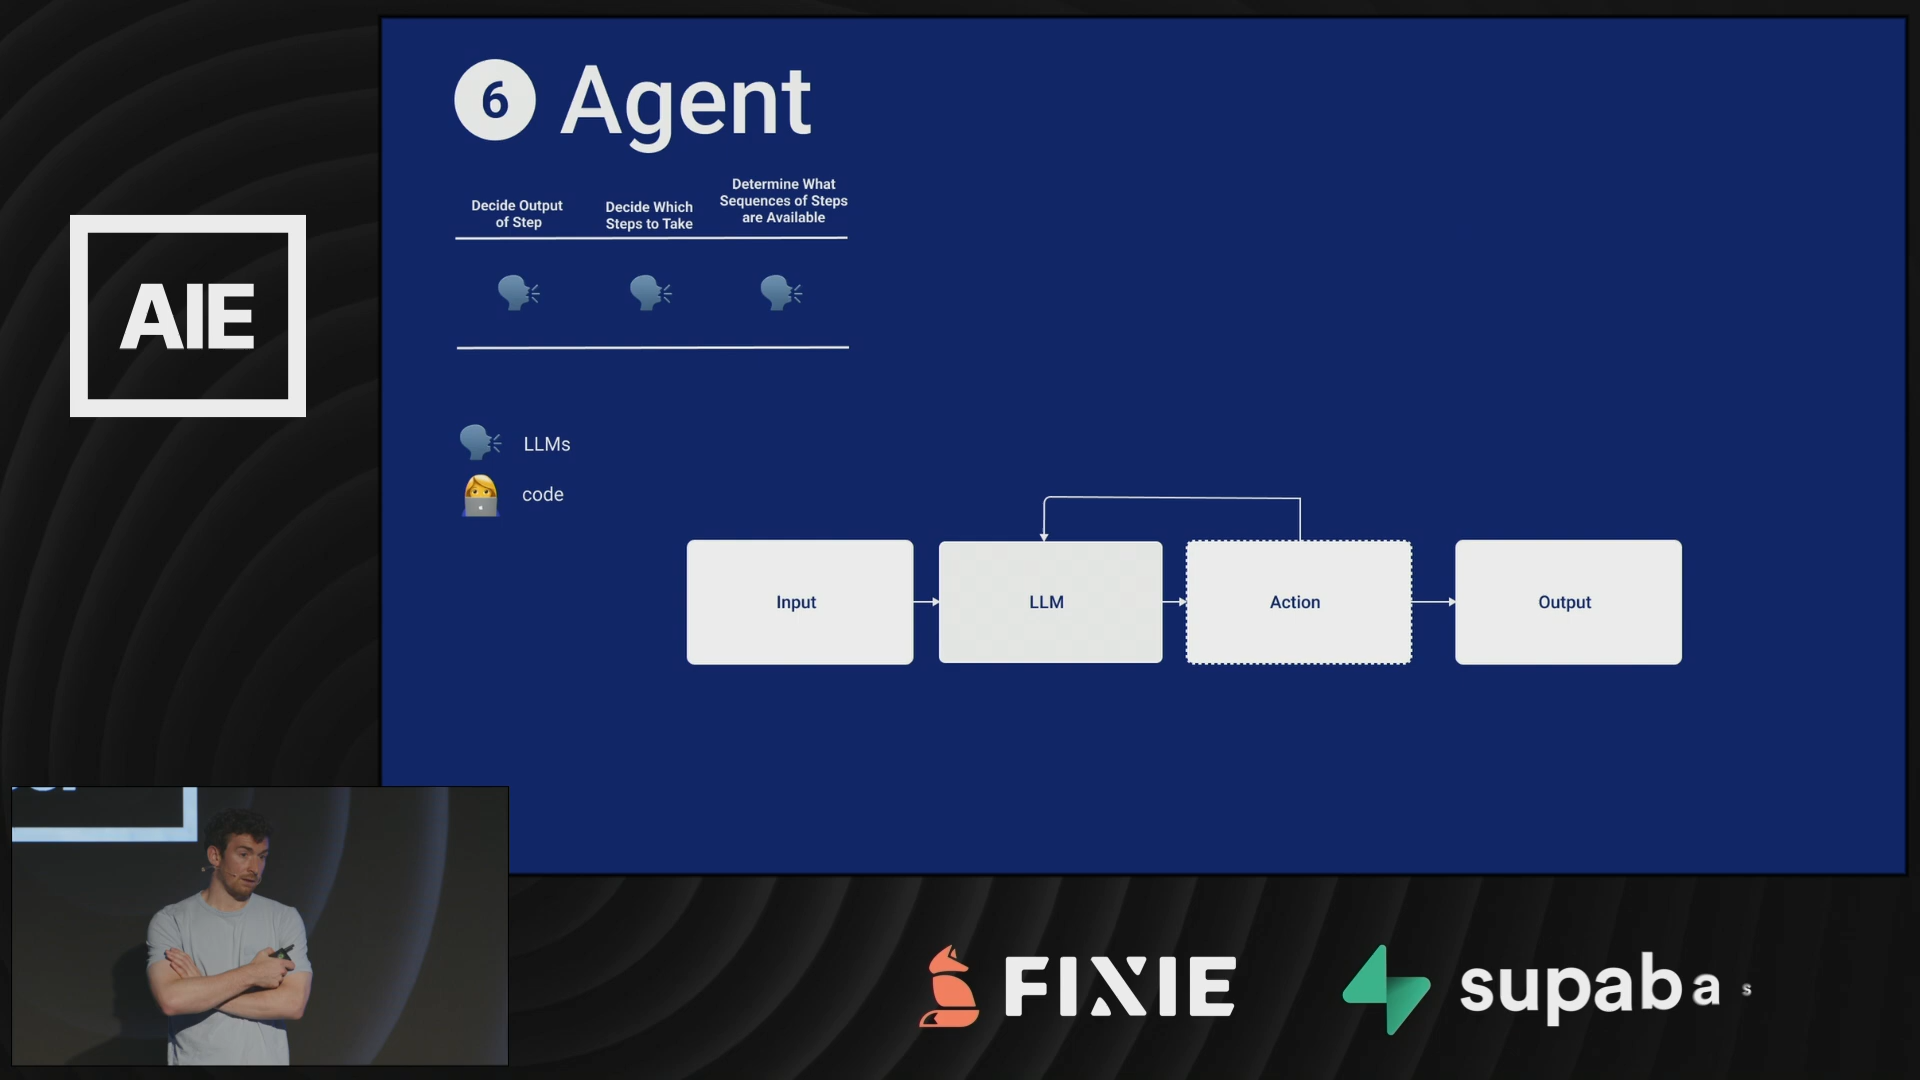 6 Agent
Decide Output
of Step
Decide Which
Steps to Take
Determine What
Sequences of Steps
are Available
LLMs
code
Input
LLM
Action
Output
AIE
FIXIE
supabas